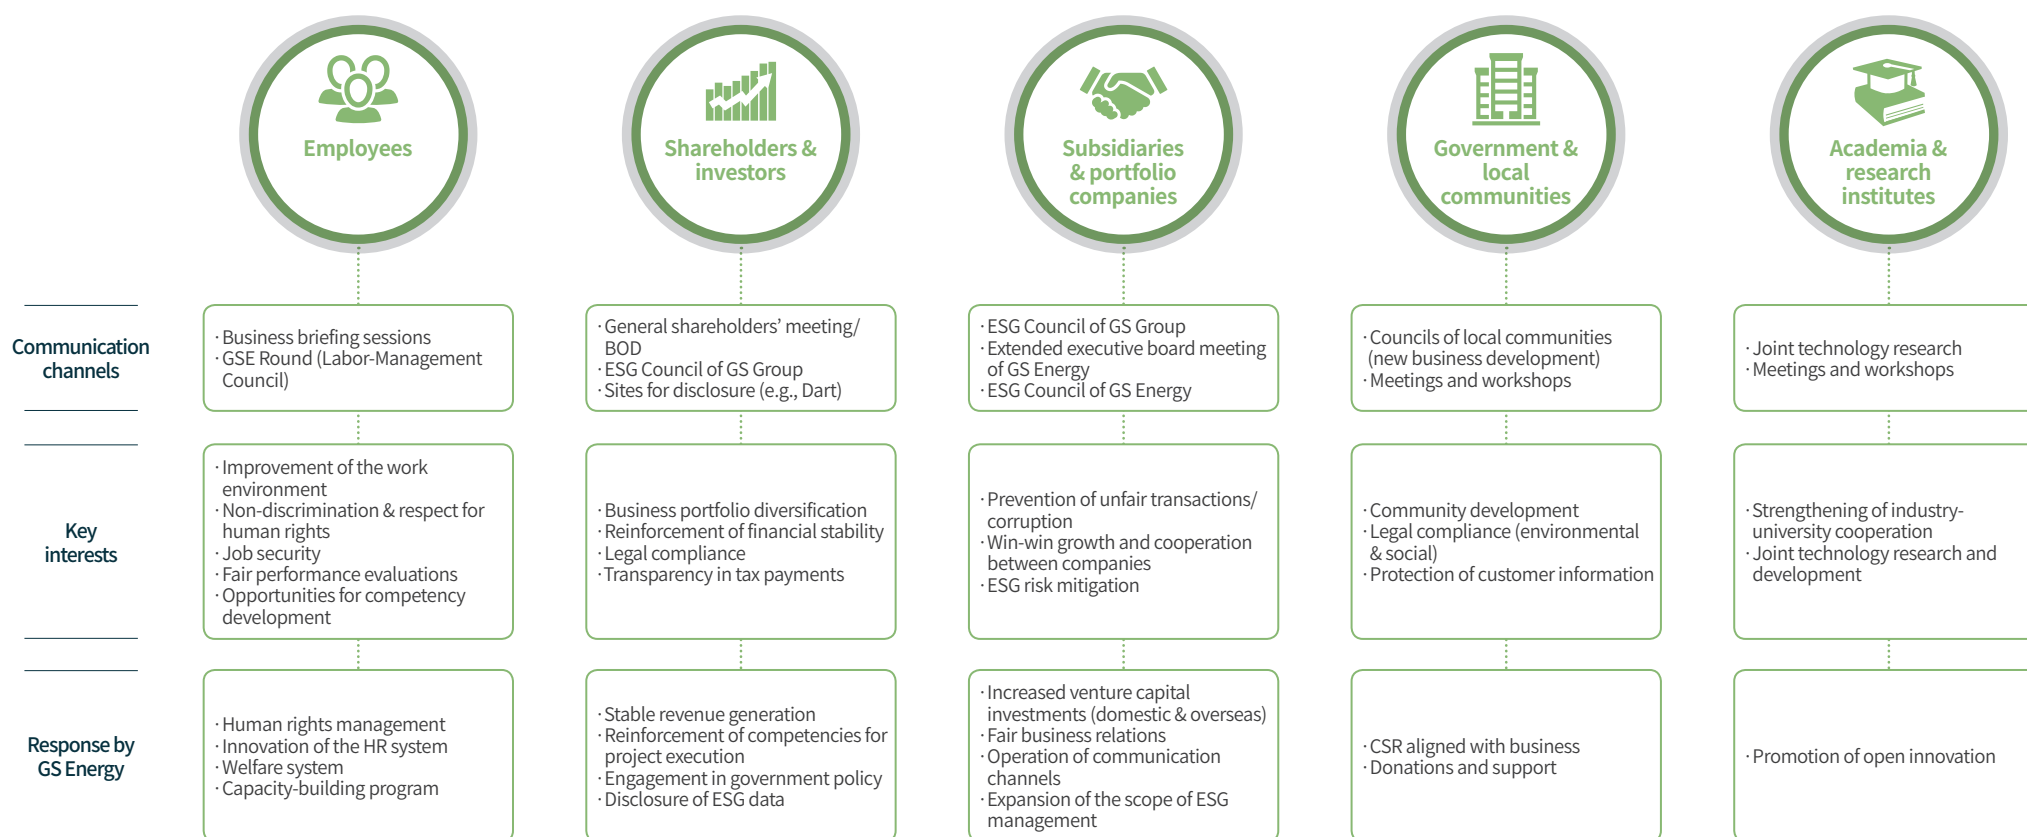 Employees
Shareholders &
investors
Subsidiaries
& portfolio
companies
Government &
local
communities
Academia &
research
institutes
Communication
channels
· Business briefing sessions
· GSE Round (Labor-Management
Council)
· General shareholders’ meeting/
BOD
· ESG Council of GS Group
· Sites for disclosure (e.g., Dart)
· ESG Council of GS Group
· Extended executive board meeting
of GS Energy
· ESG Council of GS Energy
· Councils of local communities
(new business development)
· Meetings and workshops
· Joint technology research
· Meetings and workshops
Key
interests
· Improvement of the work
environment
· Non-discrimination & respect for
human rights
· Job security
· Fair performance evaluations
· Opportunities for competency
development
· Business portfolio diversification
· Reinforcement of financial stability
· Legal compliance
· Transparency in tax payments
· Prevention of unfair transactions/
corruption
· Win-win growth and cooperation
between companies
· ESG risk mitigation
· Community development
· Legal compliance (environmental
& social)
· Protection of customer information
· Strengthening of industry-
university cooperation
· Joint technology research and
development
Response by
GS Energy
· Human rights management
· Innovation of the HR system
· Welfare system
· Capacity-building program
· Stable revenue generation
· Reinforcement of competencies for
project execution
· Engagement in government policy
· Disclosure of ESG data
· Increased venture capital
investments (domestic & overseas)
· Fair business relations
· Operation of communication
channels
· Expansion of the scope of ESG
management
· CSR aligned with business
· Donations and support
· Promotion of open innovation